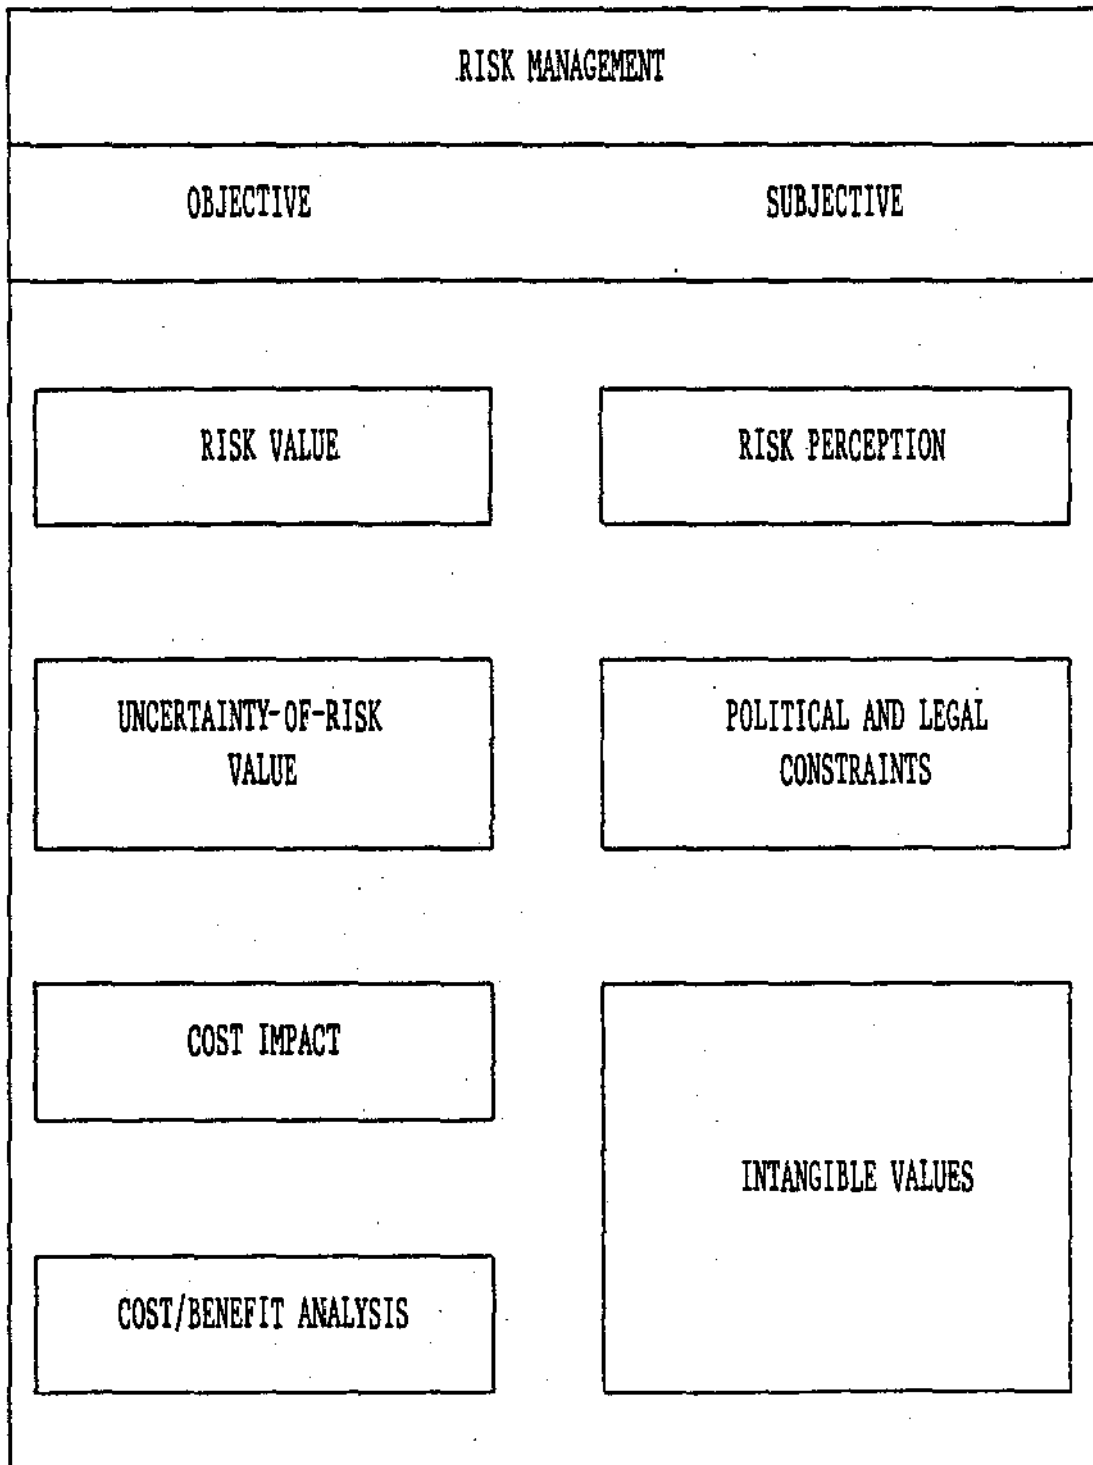 RISK MANAGEMENT
OBJECTIVE
SUBJECTIVE
RISK VALUE
RISK PERCEPTION
UNCERTAINTY-OF-RISK
VALUE
POLITICAL AND LEGAL
CONSTRAINTS
COST IMPACT
INTANGIBLE VALUES
COST/BENEFIT ANALYSIS